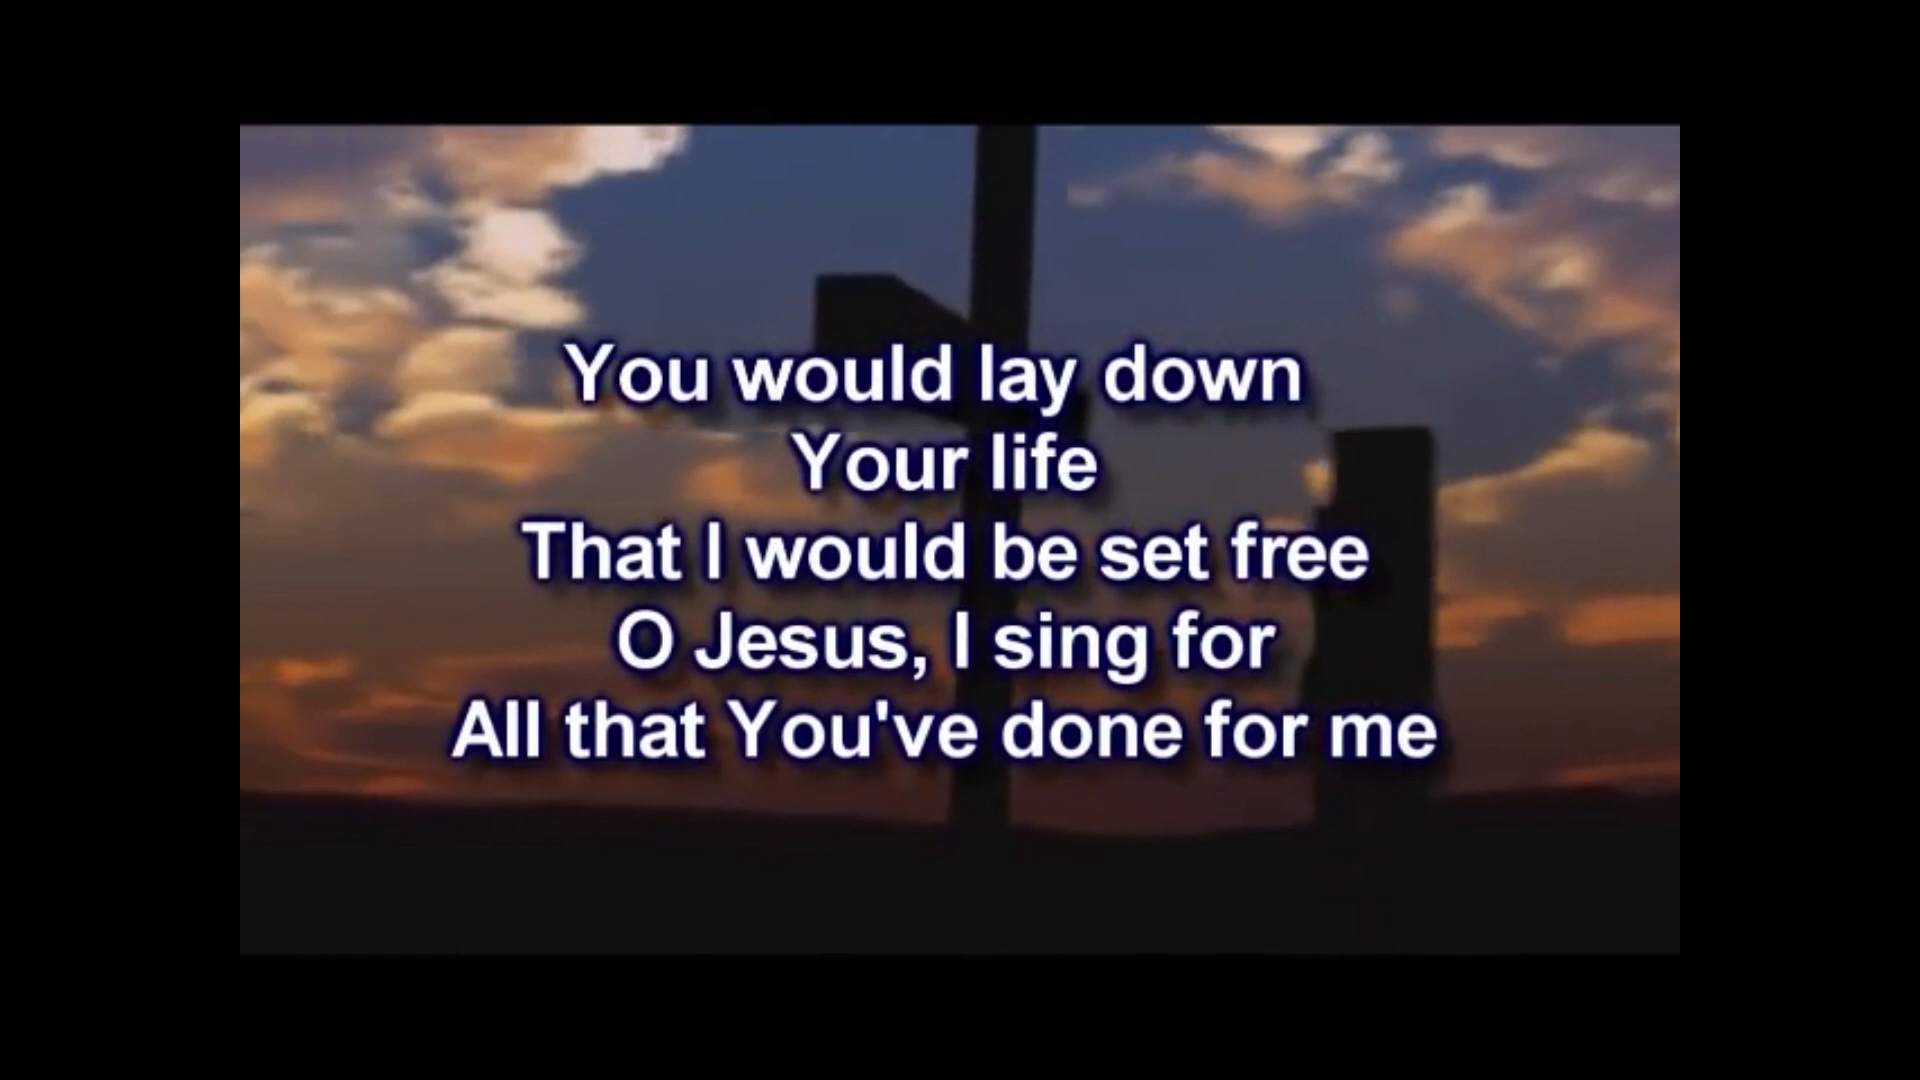 You would lay down
Your life
That I would be set free
O Jesus, I sing for
All that You've done for me